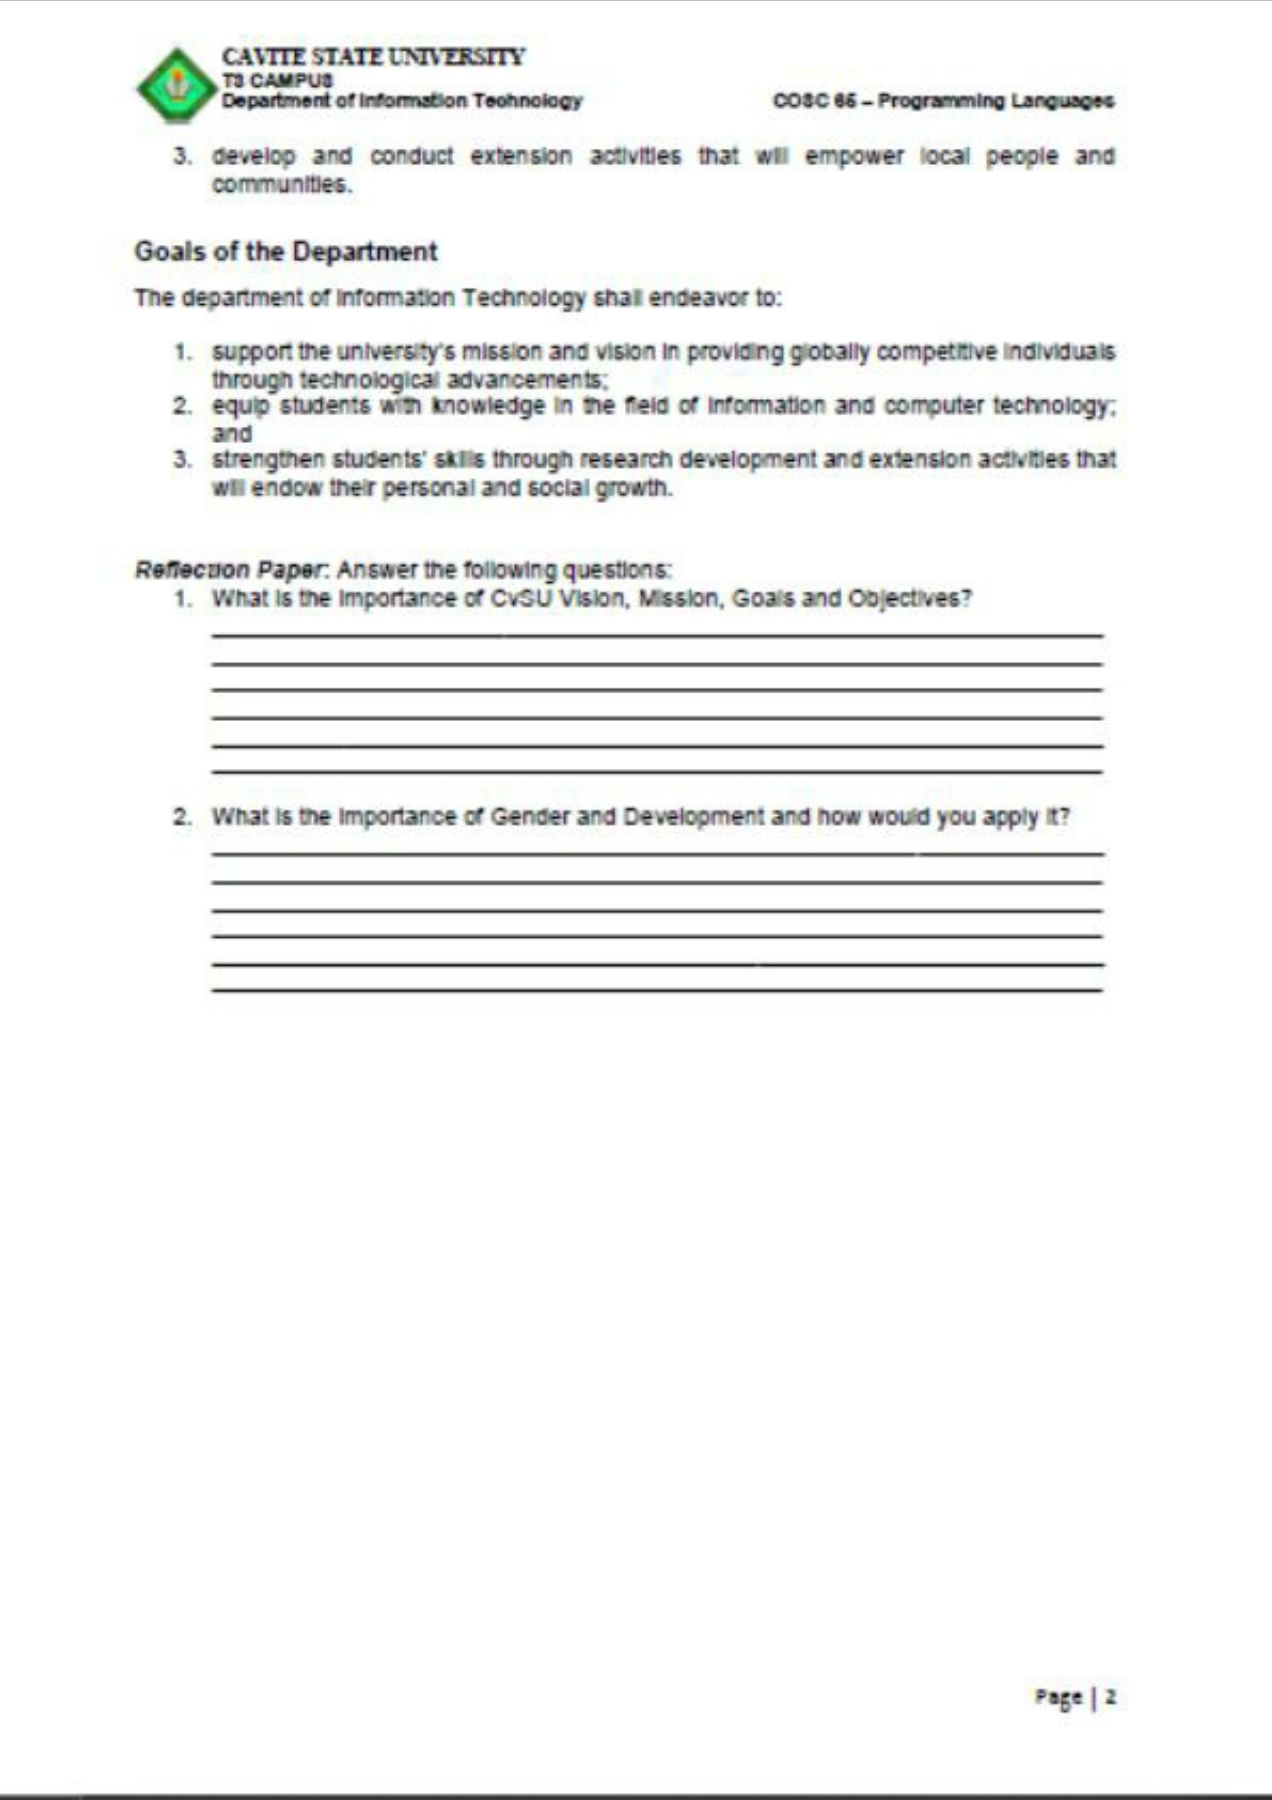 CAVITE STATE UNIVERSITY
T3 CAMPUS
Department of Information Technology
COSC 65 – Programming Languages
3. develop and conduct extension activities that will empower local people and
communities.
Goals of the Department
The department of Information Technology shall endeavor to:
1. support the university's mission and vision in providing globally competitive individuals
through technological advancements;
2. equip students with knowledge in the field of information and computer technology;
and
3. strengthen students' skills through research development and extension activities that
will endow their personal and social growth.
Reflection Paper: Answer the following questions:
1. What is the importance of CvSU Vision, Mission, Goals and Objectives?
2. What is the importance of Gender and Development and how would you apply it?
Page | 2